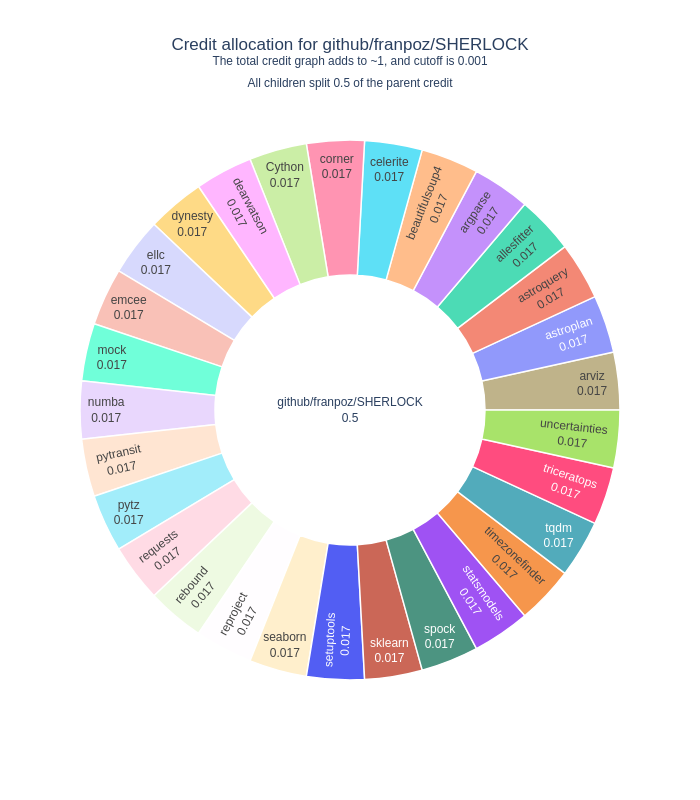 Credit allocation for github/franpoz/SHERLOCK
The total credit graph adds to ~1, and cutoff is 0.001
All children split 0.5 of the parent credit
github/franpoz/SHERLOCK
0.5
arviz
0.017
astroplan
0.017
astroquery
0.017
allesfitter
0.017
argparse
0.017
beautifulsoup4
0.017
celerite
0.017
corner
0.017
Cython
0.017
dearwatson
0.017
dynesty
0.017
ellc
0.017
emcee
0.017
mock
0.017
numba
0.017
pytransit
0.017
pytz
0.017
requests
0.017
rebound
0.017
reproject
0.017
seaborn
0.017
setuptools
0.017
sklearn
0.017
spock
0.017
statsmodels
0.017
timezonefinder
0.017
tqdm
0.017
triceratops
0.017
uncertainties
0.017